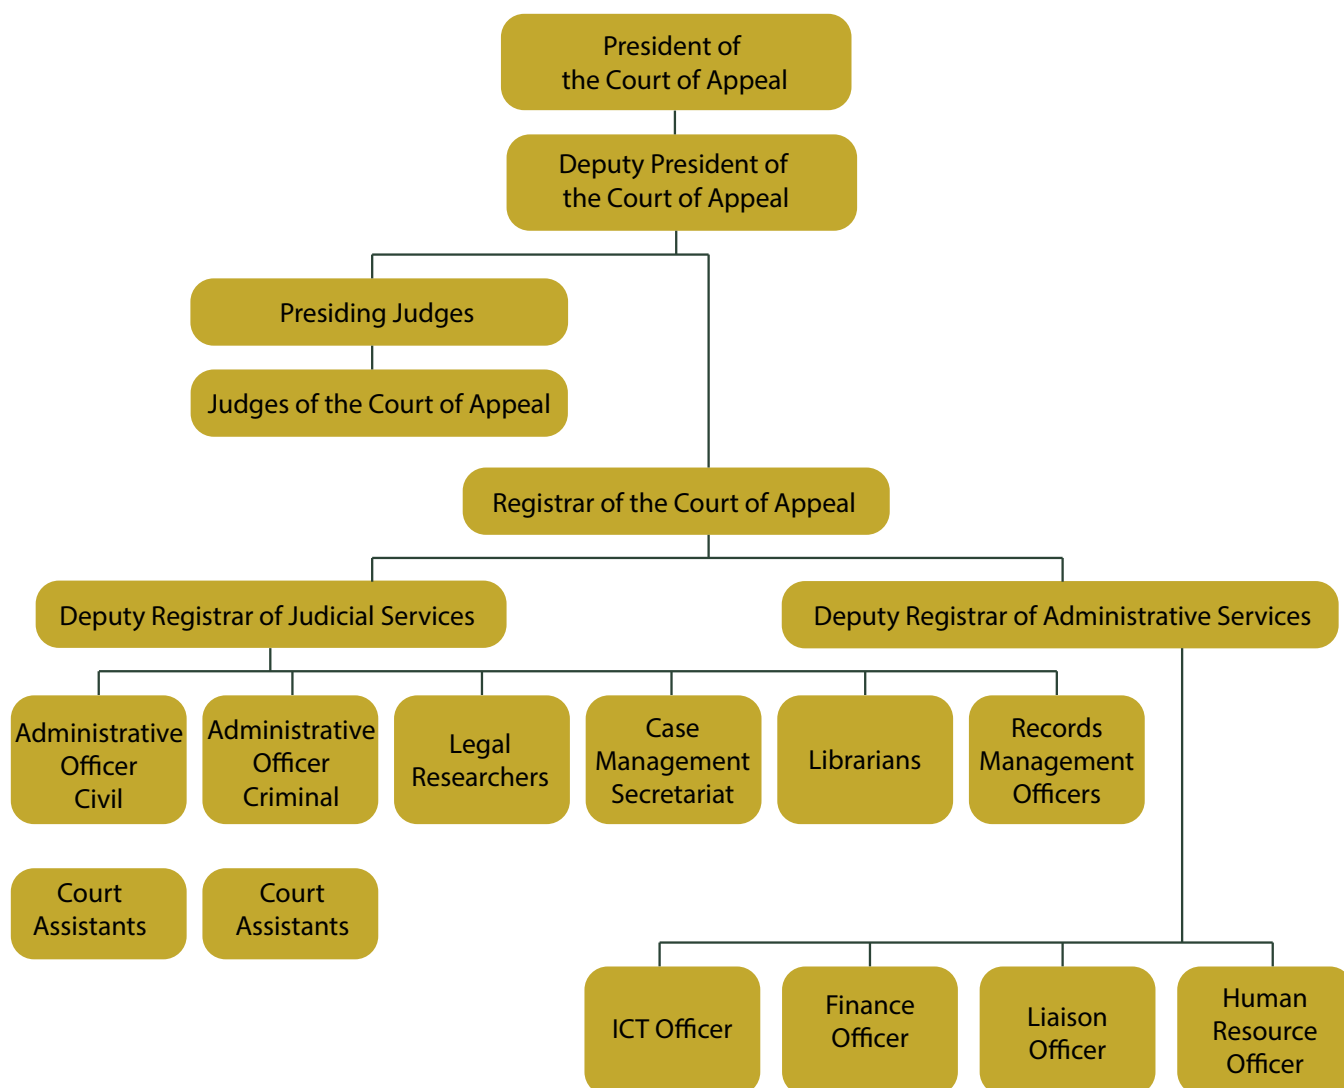 President of
the Court of Appeal
Deputy President of
the Court of Appeal
Presiding Judges
Judges of the Court of Appeal
Registrar of the Court of Appeal
Deputy Registrar of Judicial Services
Deputy Registrar of Administrative Services
Administrative
Officer
Civil
Administrative
Officer
Criminal
Legal
Researchers
Case
Management
Secretariat
Librarians
Records
Management
Officers
Court
Assistants
Court
Assistants
ICT Officer
Finance
Officer
Liaison
Officer
Human
Resource
Officer